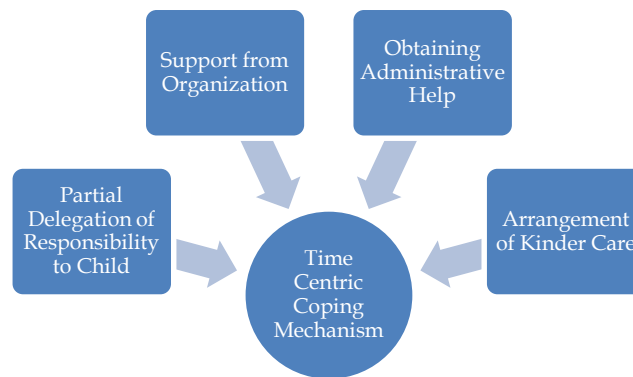 Support from
Organization
Obtaining
Administrative
Help
Partial
Delegation of
Responsibility
to Child
Arrangement
of Kinder Care
Time
Centric
Coping
Mechanism